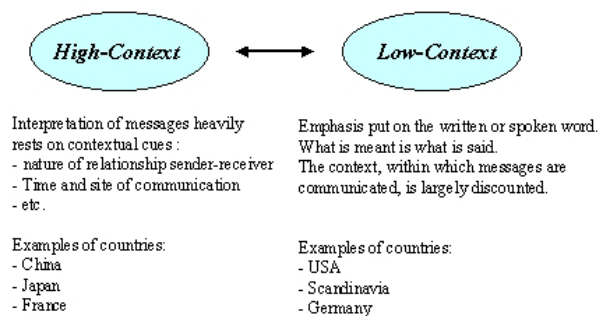 High-Context
Low-Context
Interpretation of messages heavily
rests on contextual cues :
- nature of relationship sender-receiver
- Time and site of communication
- etc.
Examples of countries:
- China
- Japan
- France
Emphasis put on the written or spoken word.
What is meant is what is said.
The context, within which messages are
communicated, is largely discounted.
Examples of countries:
- USA
- Scandinavia
- Germany